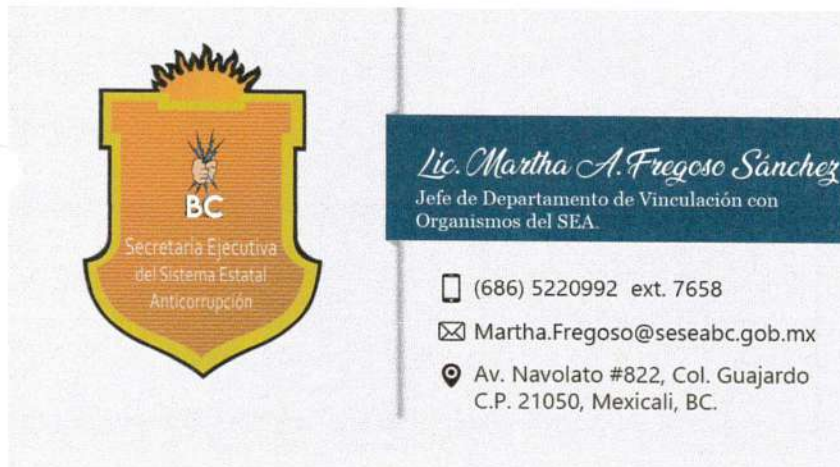 BC
Secretaría Ejecutiva
del Sistema Estatal
Anticorrupción
Lic. Martha A. Fregoso Sánchez
Jefe de Departamento de Vinculación con
Organismos del SEA.
(686) 5220992 ext. 7658
Martha.Fregoso@seseabc.gob.mx
Av. Navolato #822, Col. Guajardo
C.P. 21050, Mexicali, BC.